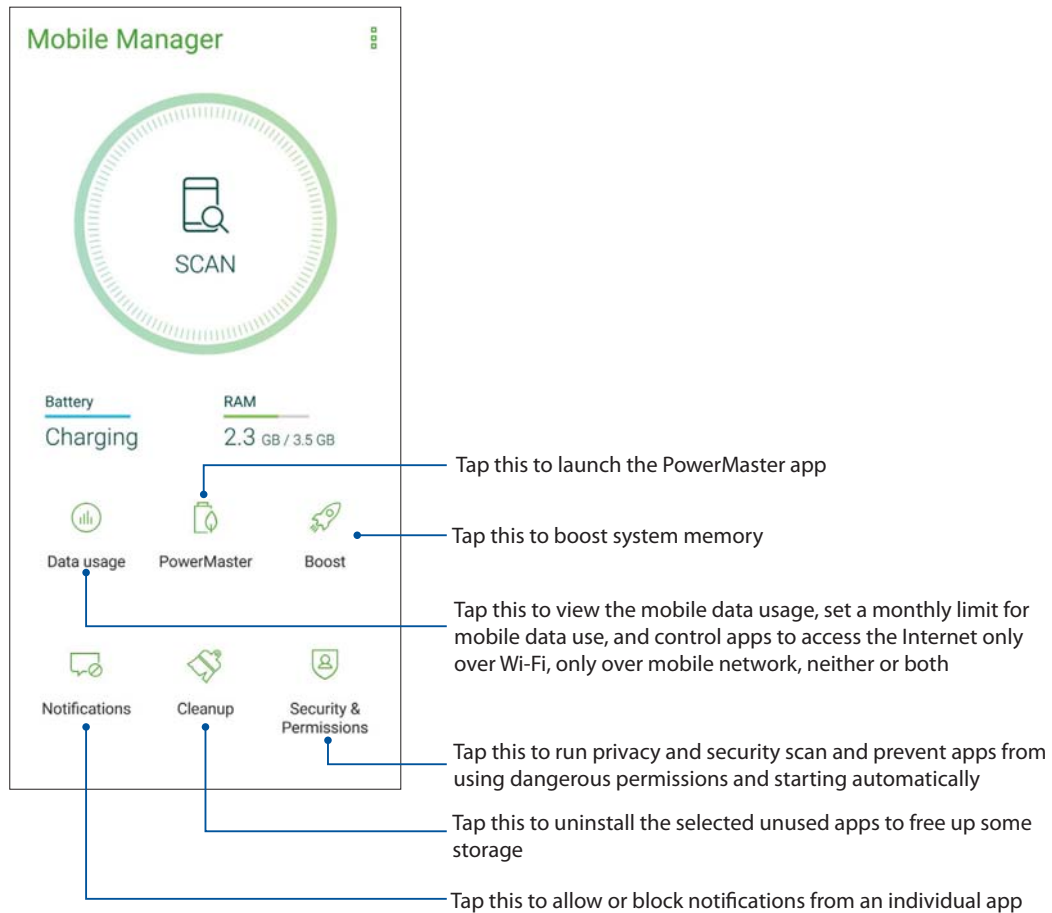 Mobile Manager
SCAN
Battery
RAM
Charging
2.3 GB / 3.5 GB
Tap this to launch the PowerMaster app
Tap this to boost system memory
Data usage
PowerMaster
Boost
Tap this to view the mobile data usage, set a monthly limit for
mobile data use, and control apps to access the Internet only
over Wi-Fi, only over mobile network, neither or both
Notifications
Cleanup
Security &
Permissions
Tap this to run privacy and security scan and prevent apps from
using dangerous permissions and starting automatically
Tap this to uninstall the selected unused apps to free up some
storage
Tap this to allow or block notifications from an individual app